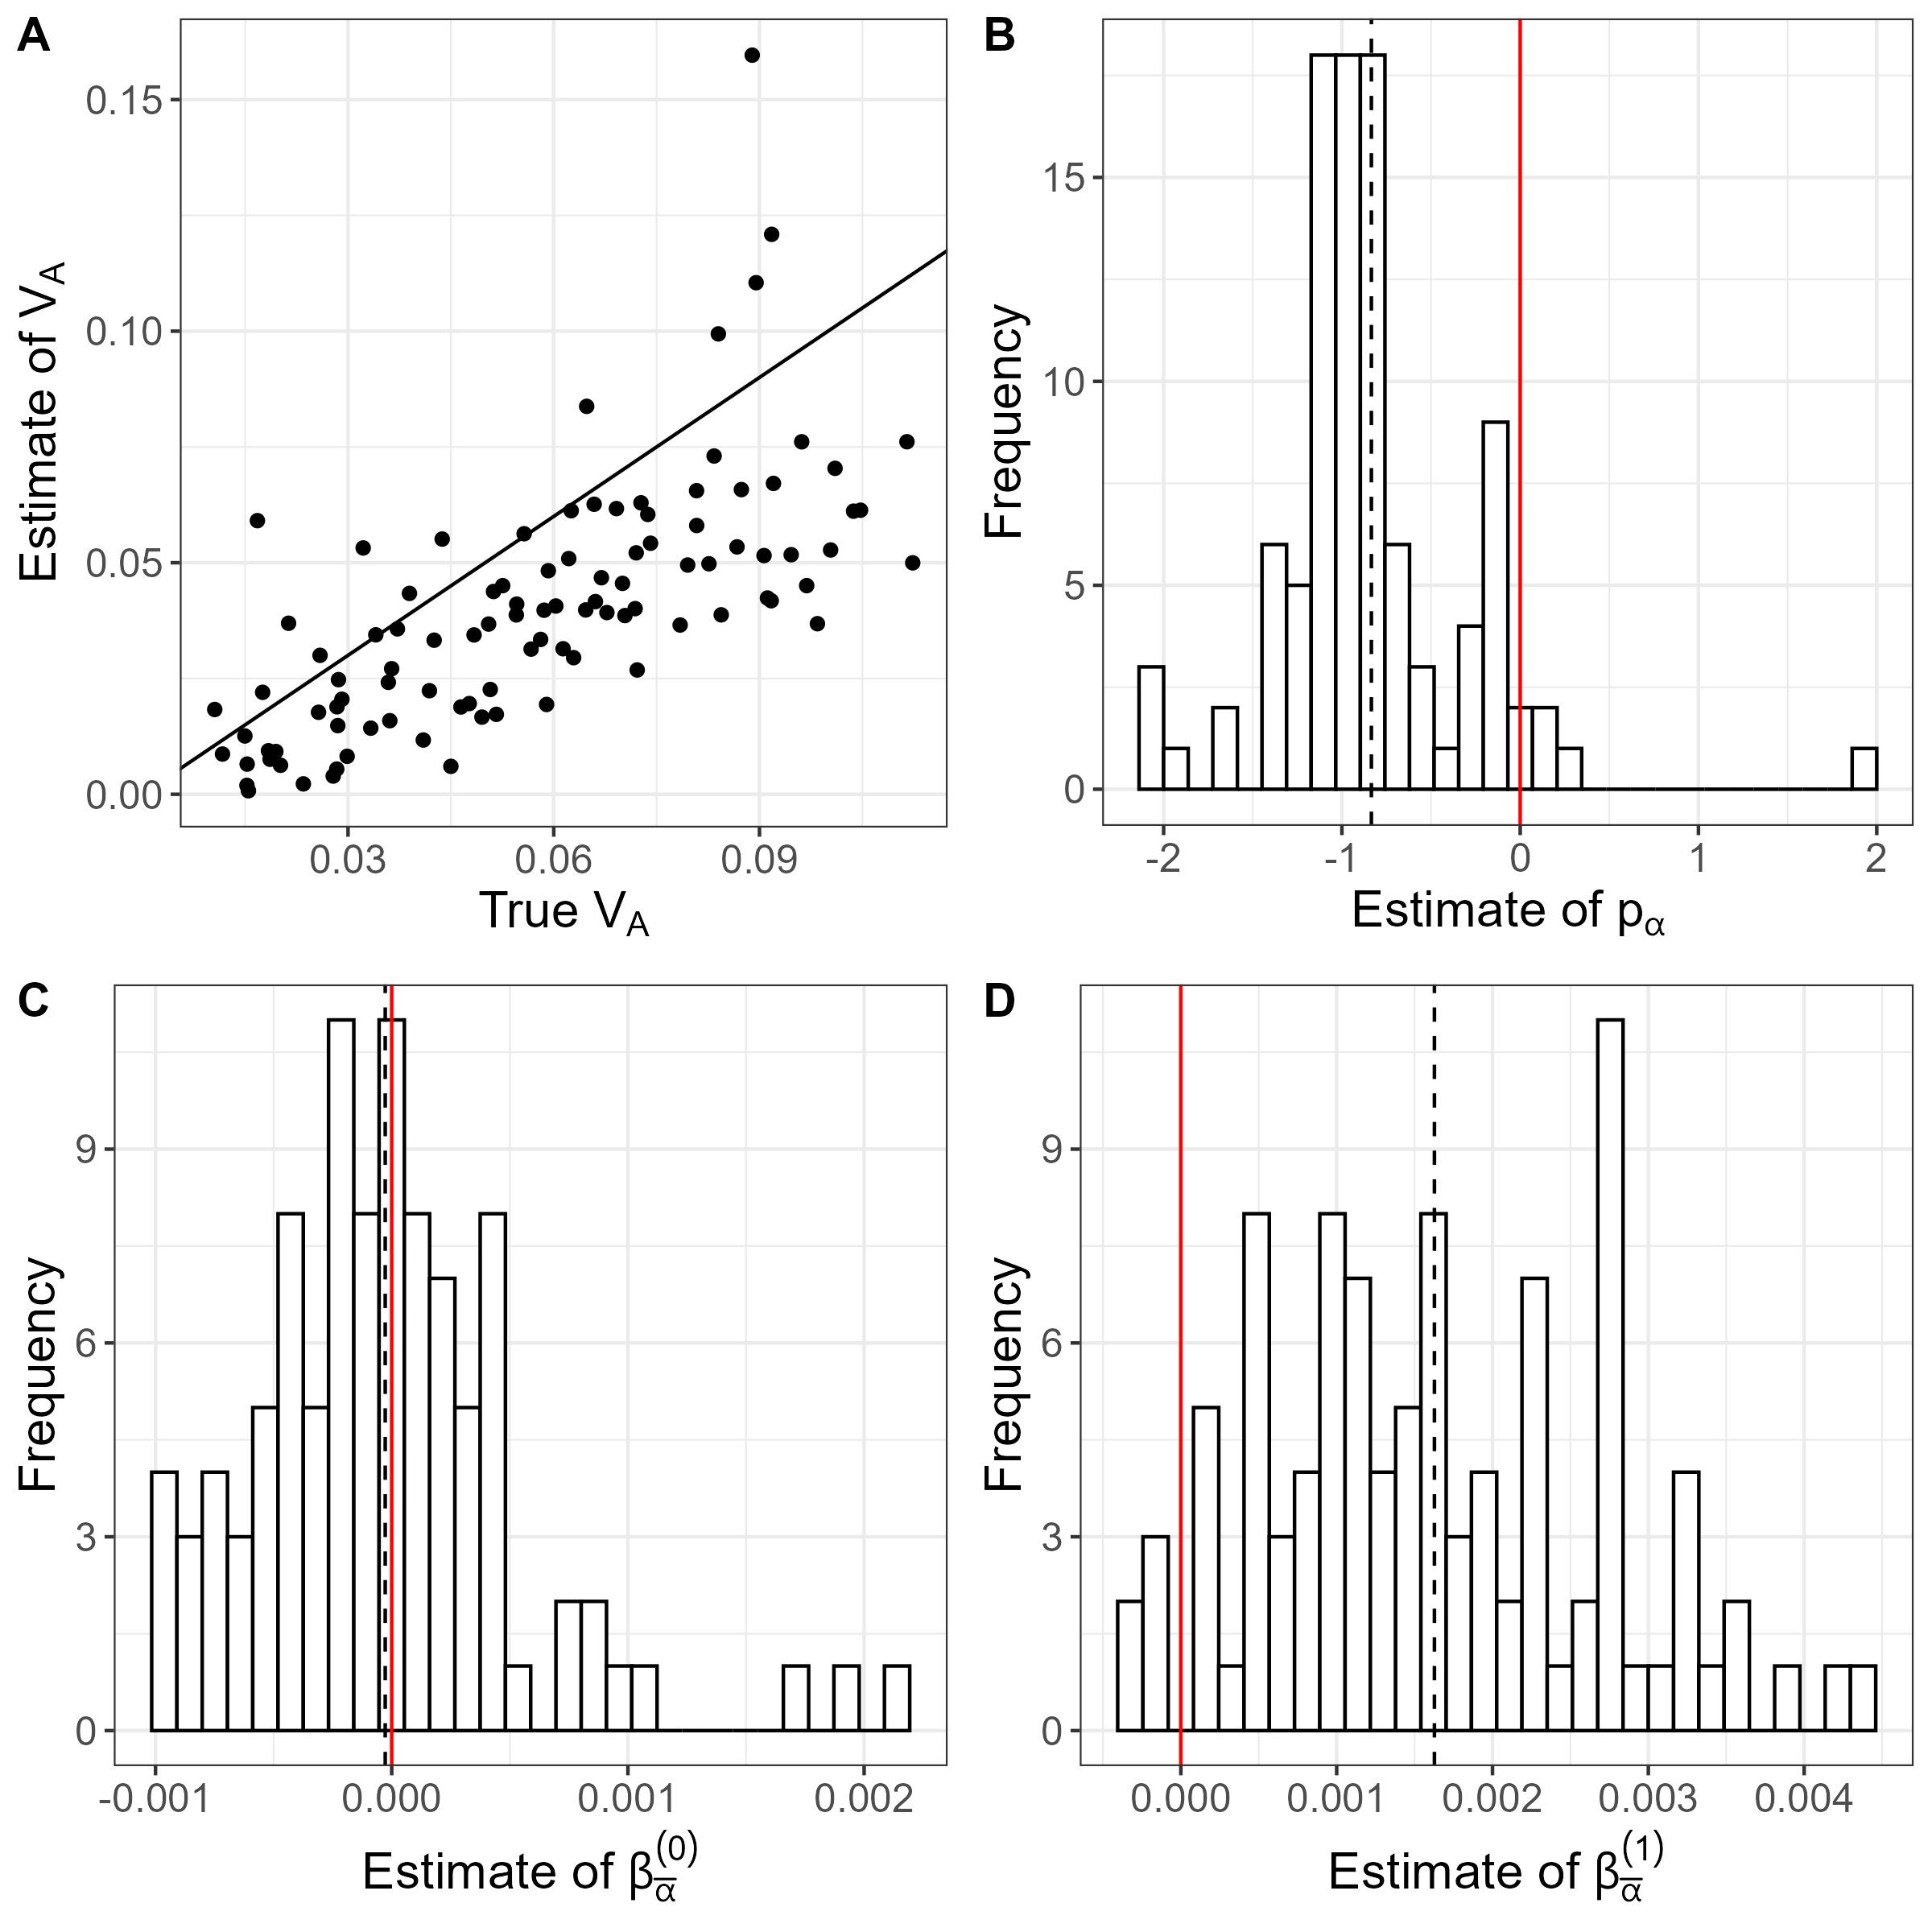 A
Estimate of V_A
0.15
0.10
0.05
0.00
0.03 0.06 0.09
True V_A
B
Frequency
15
10
5
0
-2 -1 0 1 2
Estimate of p_α
C
Frequency
9
6
3
0
-0.001 0.000 0.001 0.002
Estimate of β_ᾱ^(0)
D
Frequency
9
6
3
0
0.000 0.001 0.002 0.003 0.004
Estimate of β_ᾱ^(1)